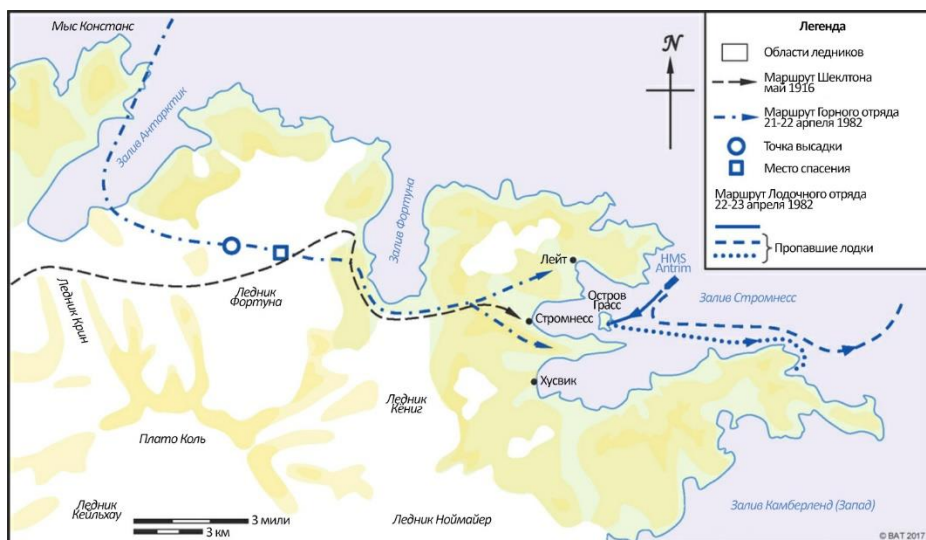 Мыс Констанс
Залив Антарктик
Залив Фортуна
Ледник Крин
Ледник
Фортуна
Лейт
Остров
Грасс
Стромнесс
HMS
Antrim
Залив Стромнесс
Хусвик
Ледник
Кёниг
Плато Коль
Ледник
Кейльхау
3 мили
3 км
Ледник Ноймайер
Залив Камберленд (Запад)
N
Легенда
Области ледников
Маршрут Шеклтона
май 1916
Маршрут Горного отряда
21-22 апреля 1982
Точка высадки
Место спасения
Маршрут Лодочного отряда
22-23 апреля 1982
Пропавшие лодки
© BAT 2017